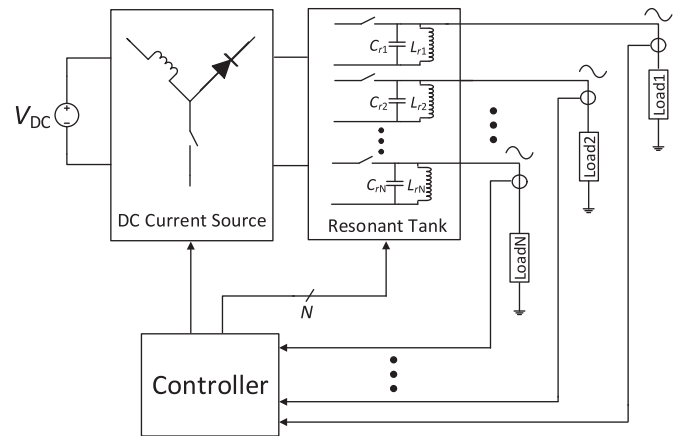 V_DC
+
−
DC Current Source
C_r1 L_r1
C_r2 L_r2
C_rN L_rN
Resonant Tank
Load1
Load2
LoadN
N
Controller